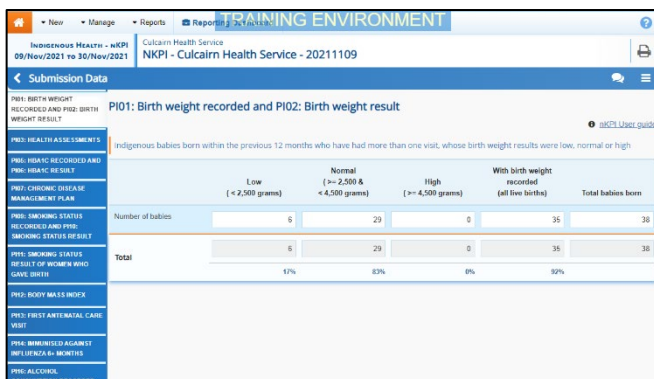 New
Manage
Reports
TRAINING ENVIRONMENT
INDIGENOUS HEALTH - NKPI
09/Nov/2021 TO 30/Nov/2021
Culcairn Health Service
NKPI - Culcairn Health Service - 20211109
Submission Data
PI01: BIRTH WEIGHT
RECORDED AND PI02: BIRTH
WEIGHT RESULT
PI03: HEALTH ASSESSMENTS
PI05: HBA1C RECORDED AND
PI06: HBA1C RESULT
PI07: CHRONIC DISEASE
MANAGEMENT PLAN
PI09: SMOKING STATUS
RECORDED AND PI10:
SMOKING STATUS RESULT
PI11: SMOKING STATUS
RESULT OF WOMEN WHO
GAVE BIRTH
PI12: BODY MASS INDEX
PI13: FIRST ANTENATAL CARE
VISIT
PI14: IMMUNISED AGAINST
INFLUENZA 6+ MONTHS
PI16: ALCOHOL
PI01: Birth weight recorded and PI02: Birth weight result
nKPI User guide
Indigenous babies born within the previous 12 months who have had more than one visit, whose birth weight results were low, normal or high
Low
( < 2,500 grams)
Normal
( >= 2,500 &
< 4,500 grams)
High
( >= 4,500 grams)
With birth weight
recorded
(all live births)
Total babies born
Number of babies 6 29 0 35 38
Total 6 29 0 35 38
17% 83% 0% 92%